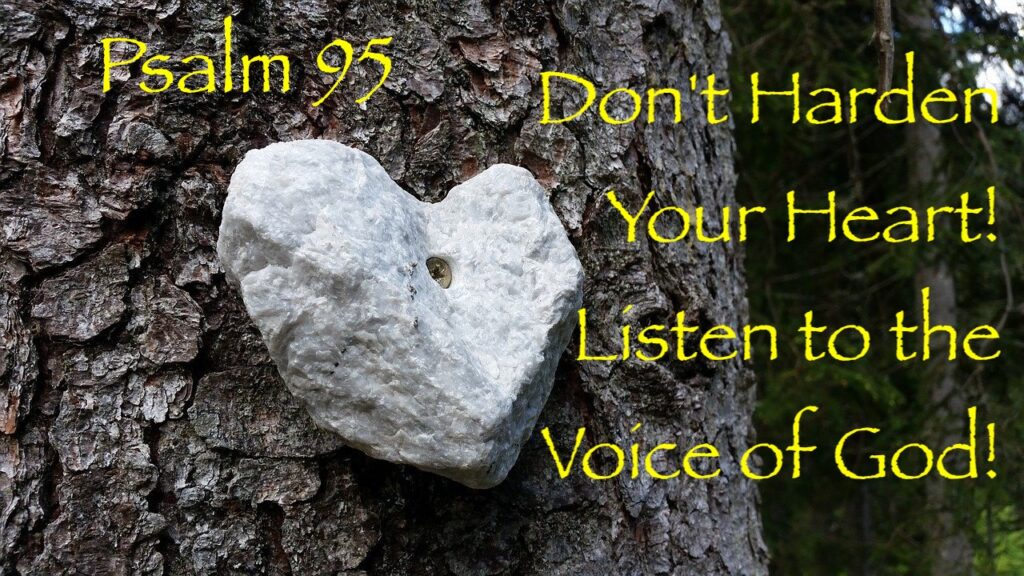 Psalm 95
Don't Harden
Your Heart!
Listen to the
Voice of God!